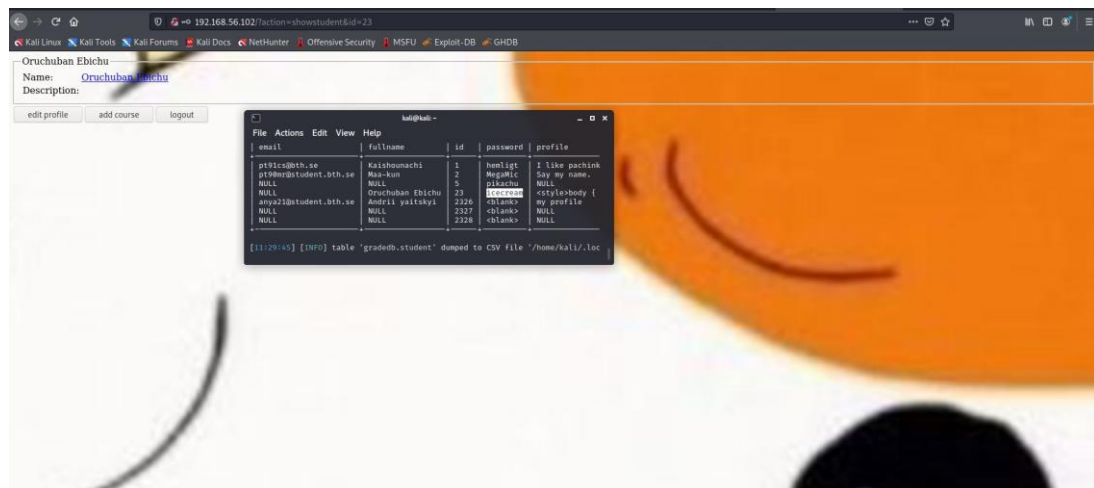 192.168.56.102/?action=showstudent&id=23
Kali Linux Kali Tools Kali Forums Kali Docs NetHunter Offensive Security MSFU Exploit-DB GHDB
Oruchuban Ebichu
Name: Oruchuban Ebichu
Description:
edit profile add course logout
kali@kali: ~
File Actions Edit View Help
| email | fullname | id | password | profile
| pt91cs@bth.se | Kaishounachi | 1 | hemligt | I like pachink
| pt90mr@student.bth.se | Maa-kun | 2 | MegaMic | Say my name.
| NULL | NULL | 5 | pikachu | NULL
| NULL | Oruchuban Ebichu | 23 | icecream | <style>body {
| anya21@student.bth.se | Andrii yaitskyi | 2326 | <blank> | my profile
| NULL | NULL | 2327 | <blank> | NULL
| NULL | NULL | 2328 | <blank> | NULL
[11:29:45] [INFO] table 'gradedb.student' dumped to CSV file '/home/kali/.loc